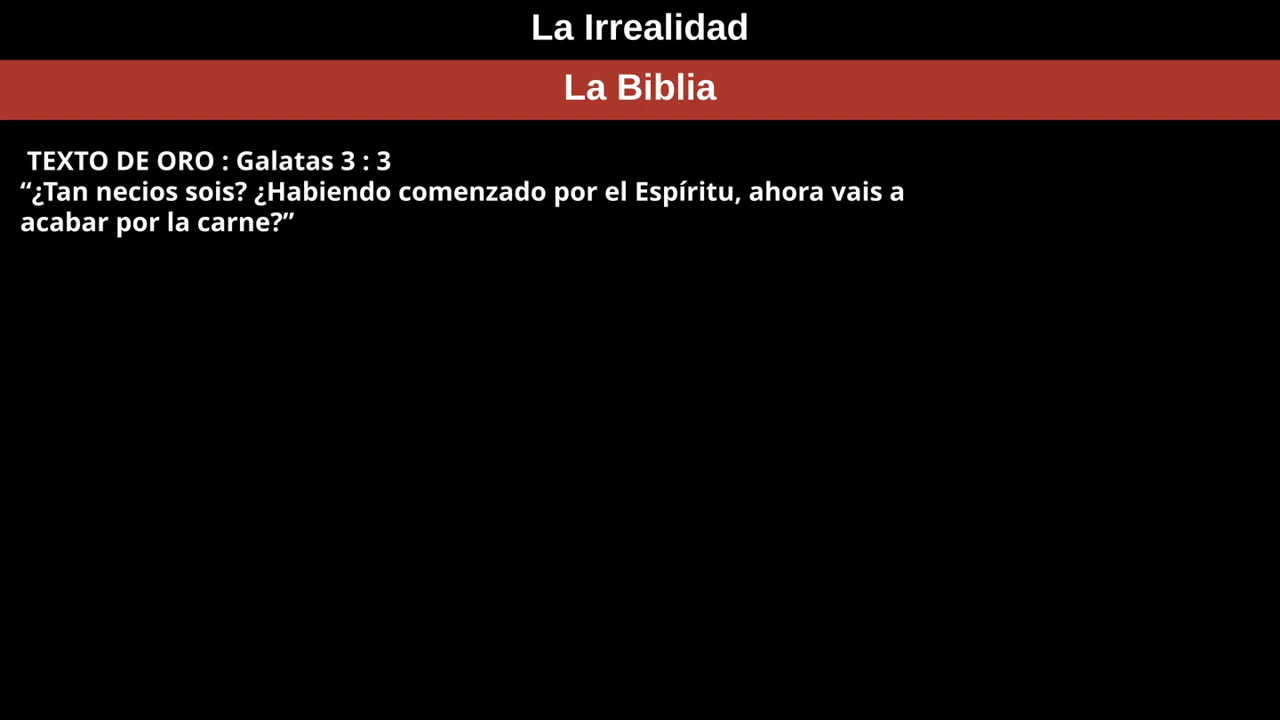 La Irrealidad
La Biblia
TEXTO DE ORO : Galatas 3 : 3
“¿Tan necios sois? ¿Habiendo comenzado por el Espíritu, ahora vais a
acabar por la carne?”